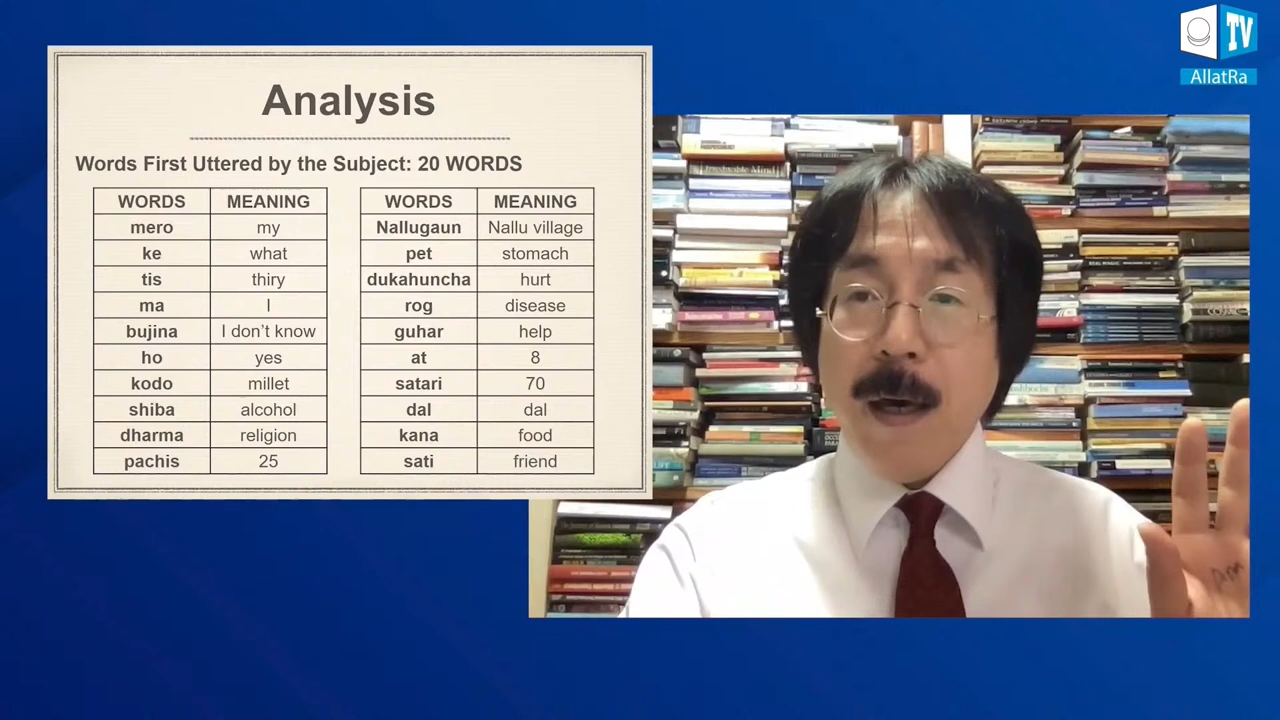 TV
AllatRa
Analysis
Words First Uttered by the Subject: 20 WORDS
WORDS MEANING WORDS MEANING
mero my Nallugaun Nallu village
ke what pet stomach
tis thiry dukahuncha hurt
ma I rog disease
bujina I don't know guhar help
ho yes at 8
kodo millet satari 70
shiba alcohol dal dal
dharma religion kana food
pachis 25 sati friend